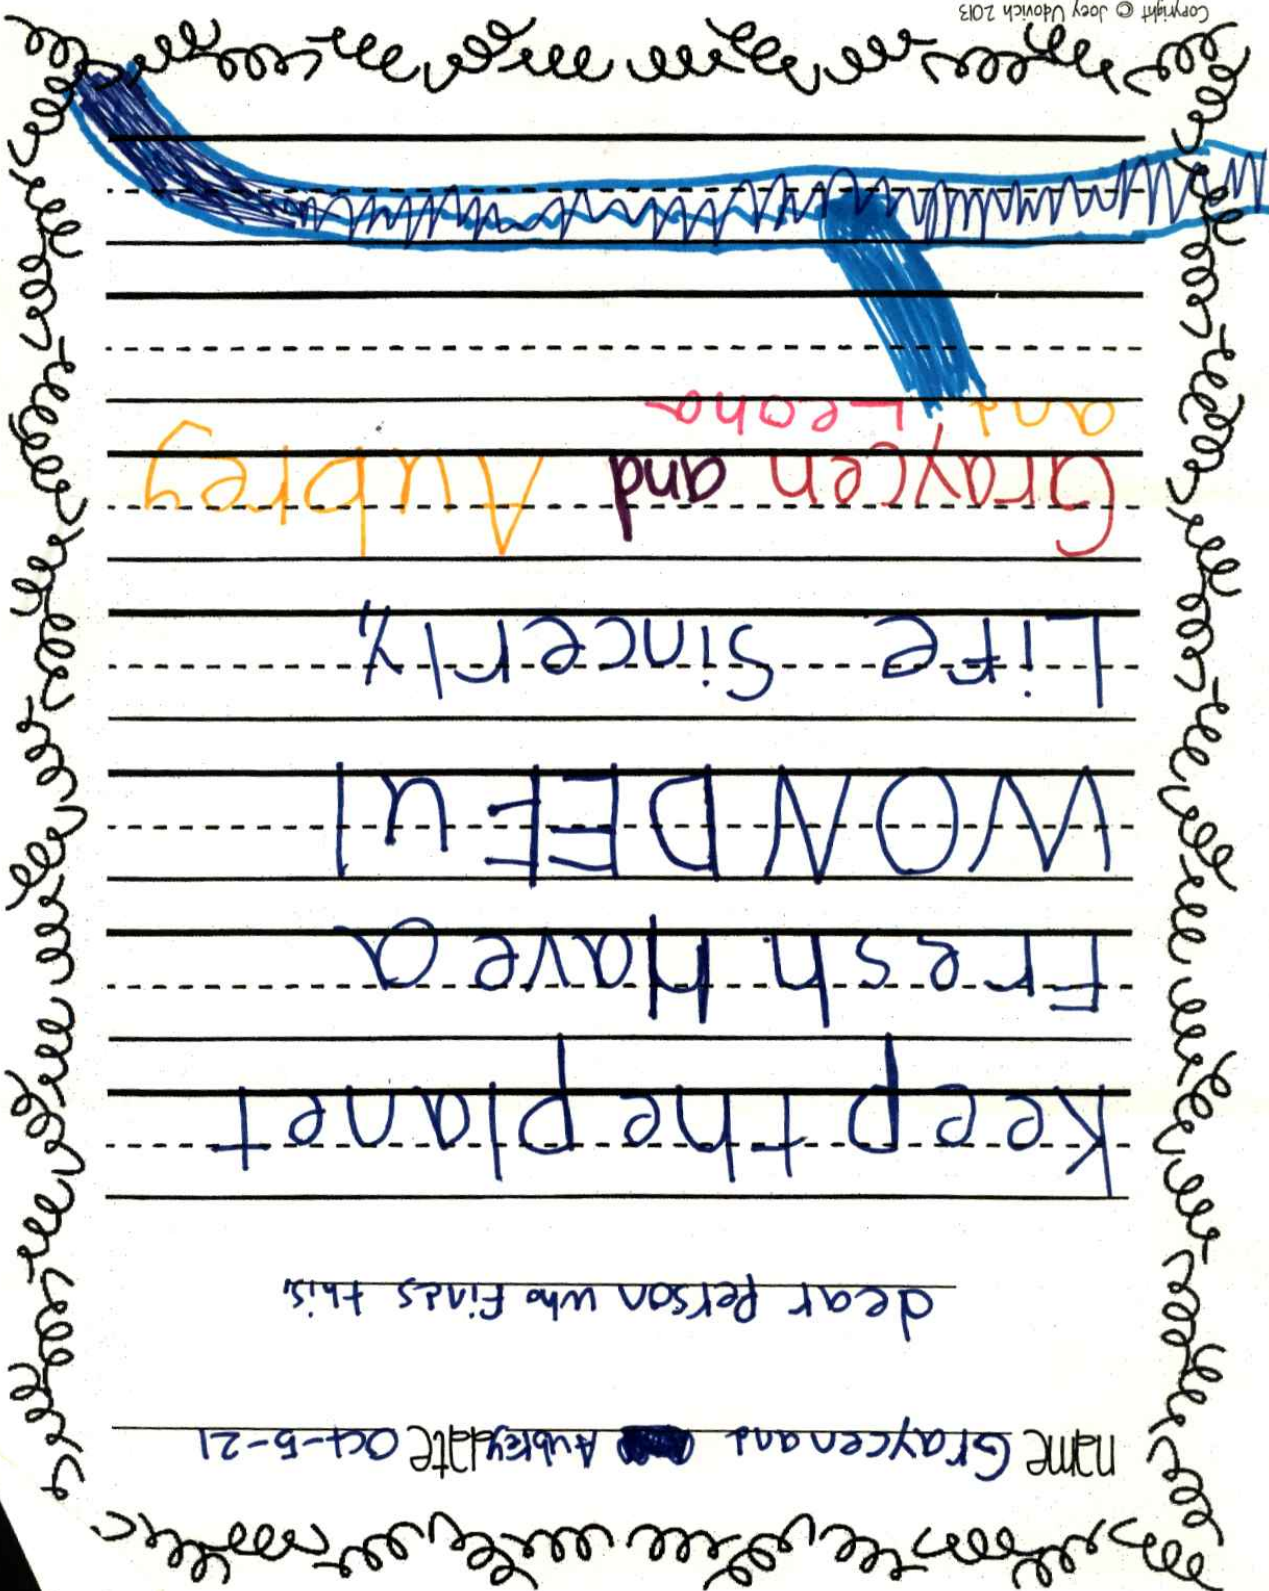 name Graycen and Aubrey date Oct-5-21
dear Person who Finds this,
Keep the planet
Fresh Have a
WONDEFul
Life Sincerly,
Graycen and Aubrey
and Leona
Copyright © Joey Udovich 2013